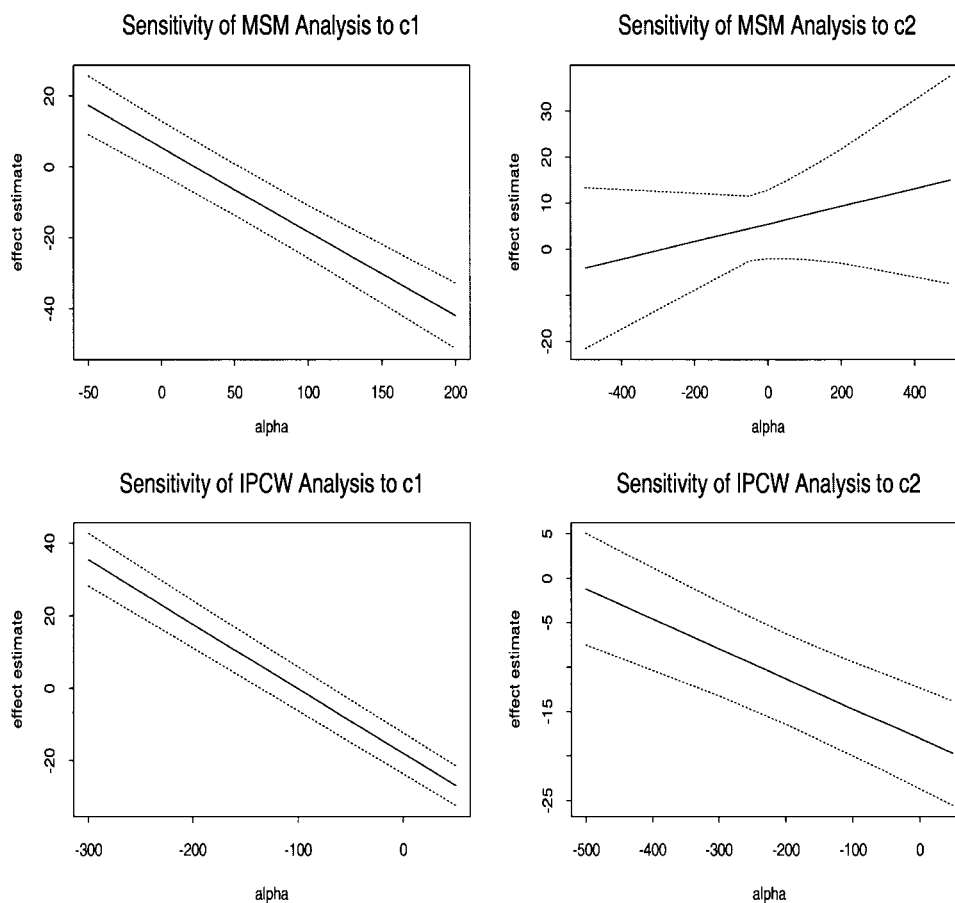 Sensitivity of MSM Analysis to c1
effect estimate
20
0
-20
-40
-50 0 50 100 150 200
alpha
Sensitivity of MSM Analysis to c2
effect estimate
30
20
10
0
-20
-400 -200 0 200 400
alpha
Sensitivity of IPCW Analysis to c1
effect estimate
40
20
0
-20
-300 -200 -100 0
alpha
Sensitivity of IPCW Analysis to c2
effect estimate
5
0
-5
-15
-25
-500 -400 -300 -200 -100 0
alpha